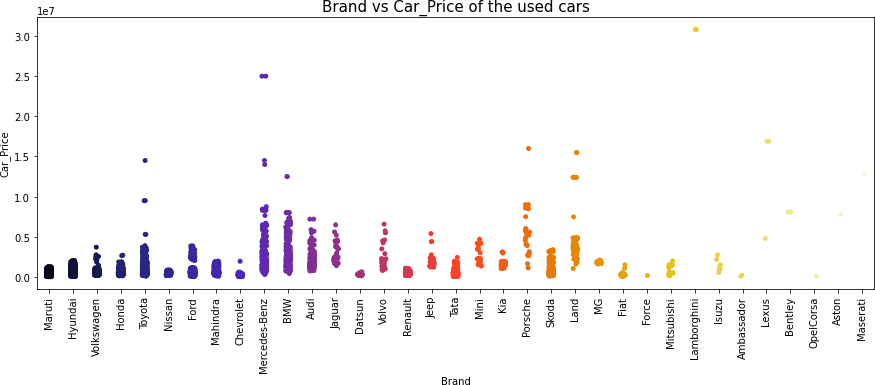 Brand vs Car_Price of the used cars
1e7
3.0
2.5
2.0
1.5
1.0
0.5
0.0
Car_Price
Maruti
Hyundai
Volkswagen
Honda
Toyota
Nissan
Ford
Mahindra
Chevrolet
Mercedes-Benz
BMW
Audi
Jaguar
Datsun
Volvo
Renault
Jeep
Tata
Mini
Kia
Porsche
Skoda
Land
MG
Fiat
Force
Mitsubishi
Lamborghini
Isuzu
Ambassador
Lexus
Bentley
OpelCorsa
Aston
Maserati
Brand